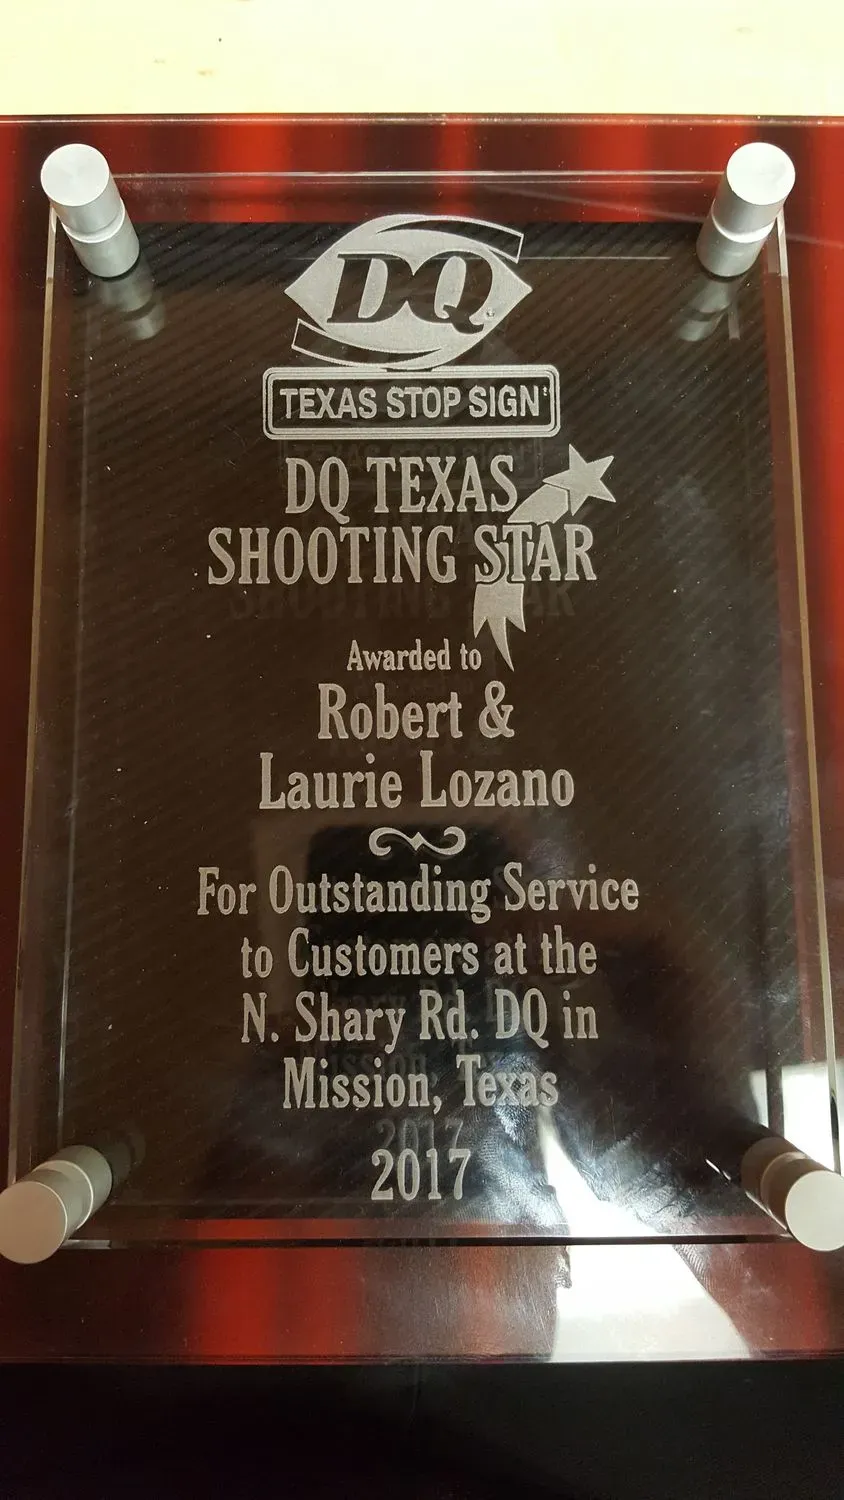 DQ
TEXAS STOP SIGN
DQ TEXAS
SHOOTING STAR
Awarded to
Robert &
Laurie Lozano
For Outstanding Service
to Customers at the
N. Shary Rd. DQ in
Mission, Texas
2017